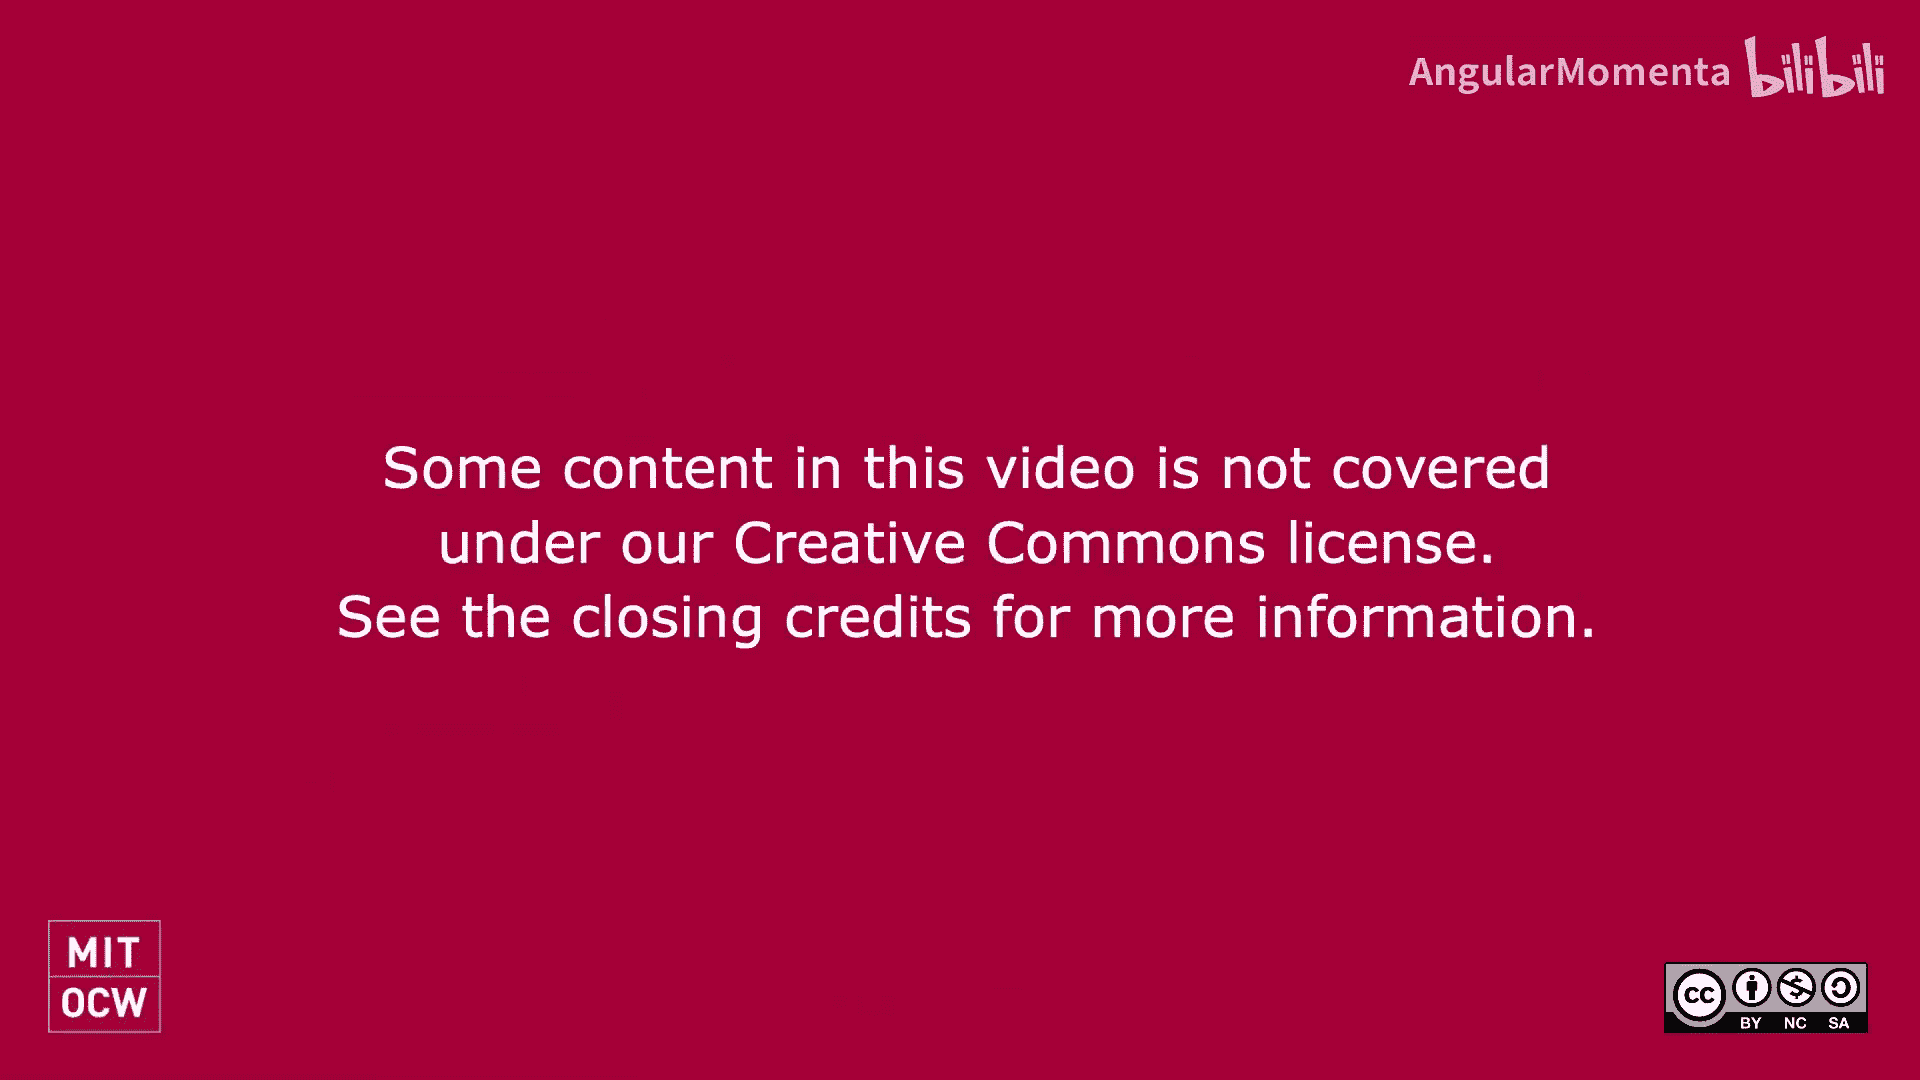 AngularMomenta bilibili
Some content in this video is not covered
under our Creative Commons license.
See the closing credits for more information.
MIT
OCW
cc
BY NC SA